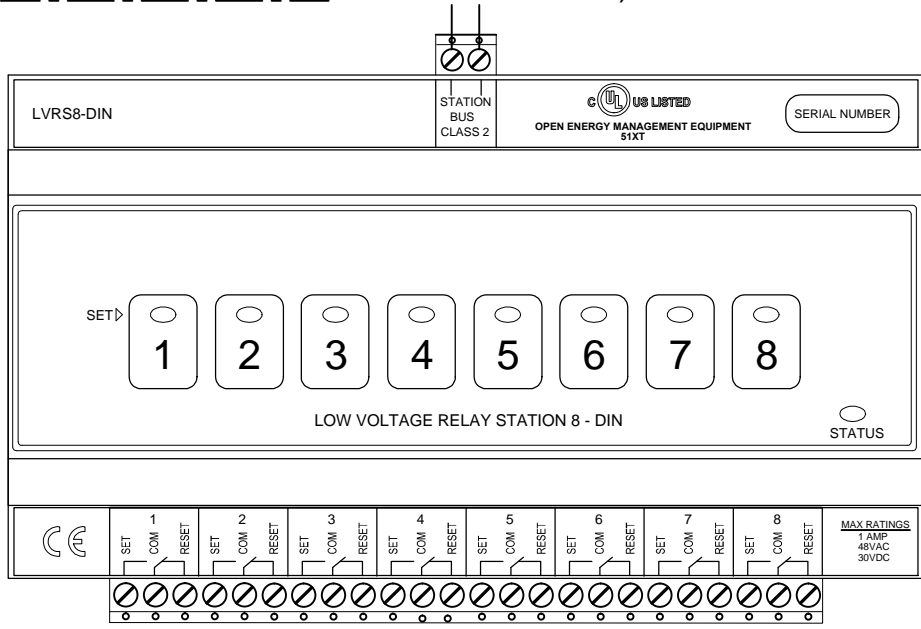 LVRS8-DIN
STATION
BUS
CLASS 2
C UL US LISTED
OPEN ENERGY MANAGEMENT EQUIPMENT
51XT
SERIAL NUMBER
SET
1 2 3 4 5 6 7 8
LOW VOLTAGE RELAY STATION 8 - DIN
STATUS
CE
1 2 3 4 5 6 7 8
SET COM RESET SET COM RESET SET COM RESET SET COM RESET SET COM RESET SET COM RESET SET COM RESET SET COM RESET
MAX RATINGS
1 AMP
48VAC
30VDC